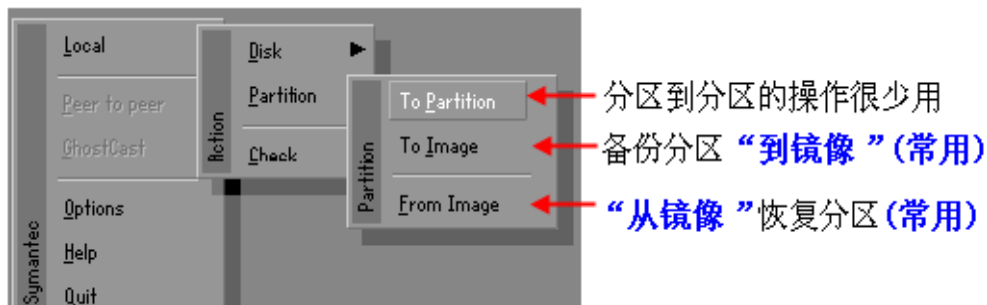 Local
Peer to peer
GhostCast
Options
Help
Quit
Symantec
Disk
Partition
Check
Action
To Partition
To Image
From Image
Partition
分区到分区的操作很少用
备份分区“到镜像 ”(常用)
“从镜像 ”恢复分区(常用)